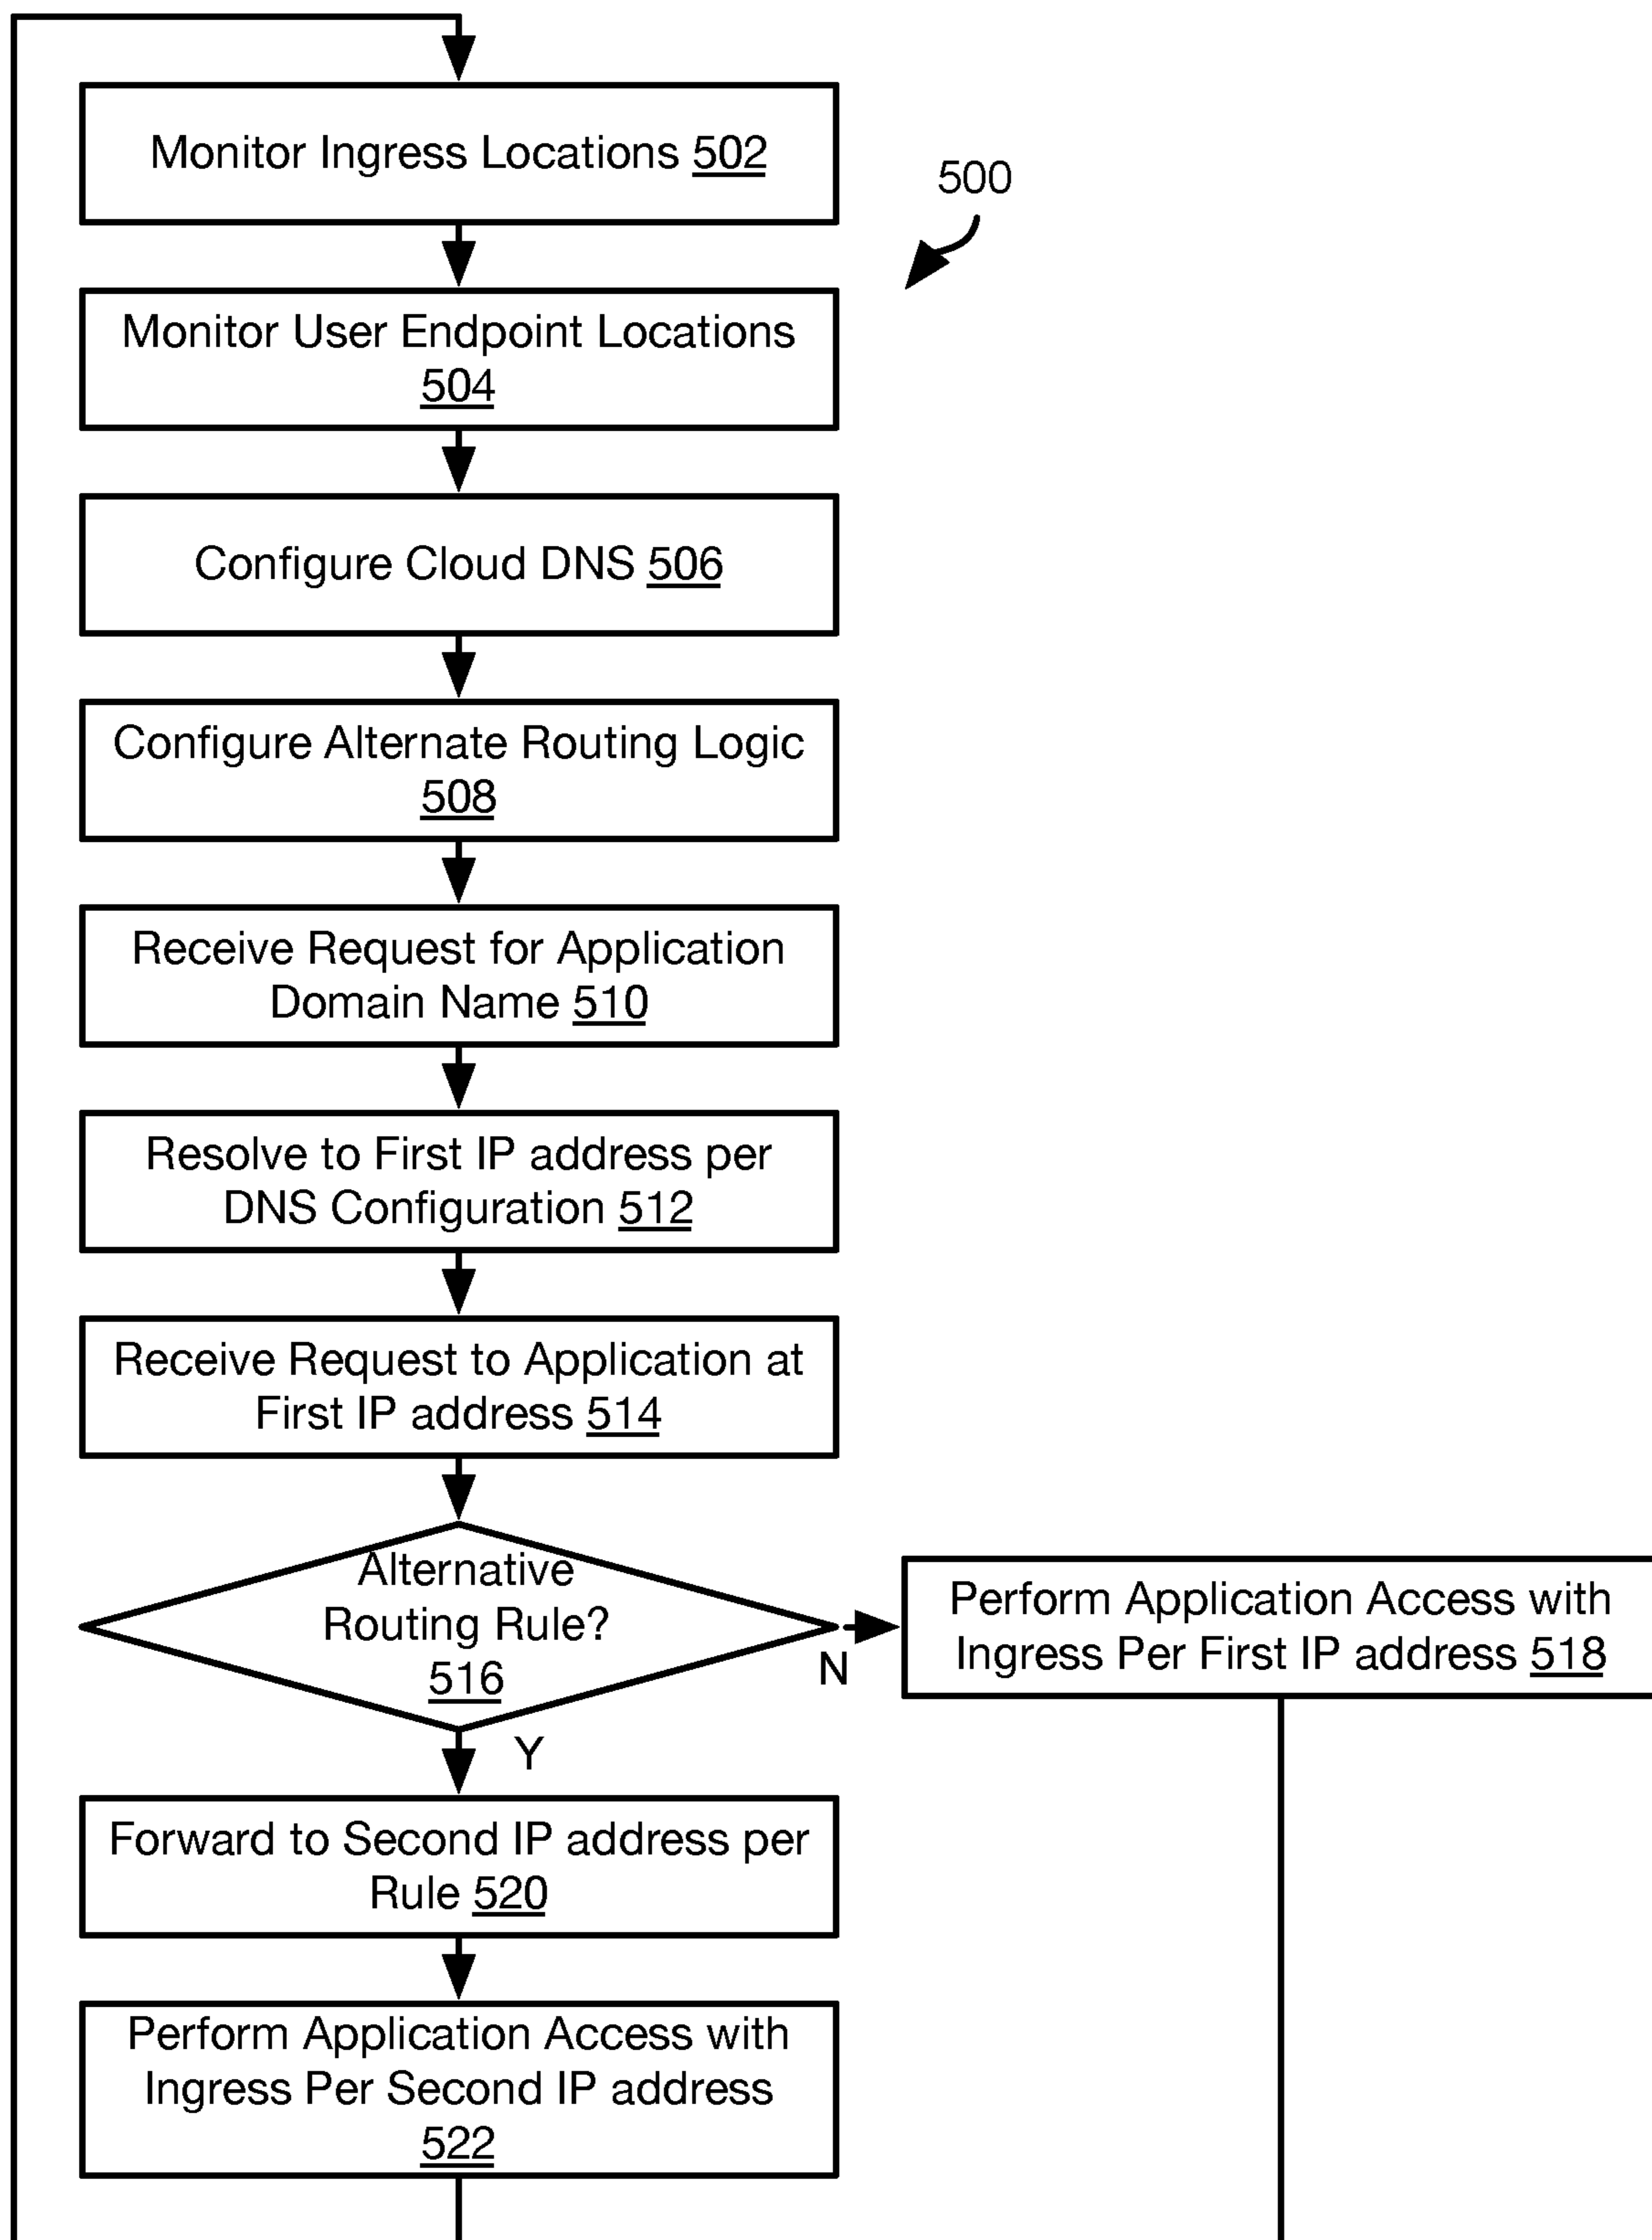 Monitor Ingress Locations 502
500
Monitor User Endpoint Locations
504
Configure Cloud DNS 506
Configure Alternate Routing Logic
508
Receive Request for Application
Domain Name 510
Resolve to First IP address per
DNS Configuration 512
Receive Request to Application at
First IP address 514
Alternative
Routing Rule?
516
N
Perform Application Access with
Ingress Per First IP address 518
Y
Forward to Second IP address per
Rule 520
Perform Application Access with
Ingress Per Second IP address
522